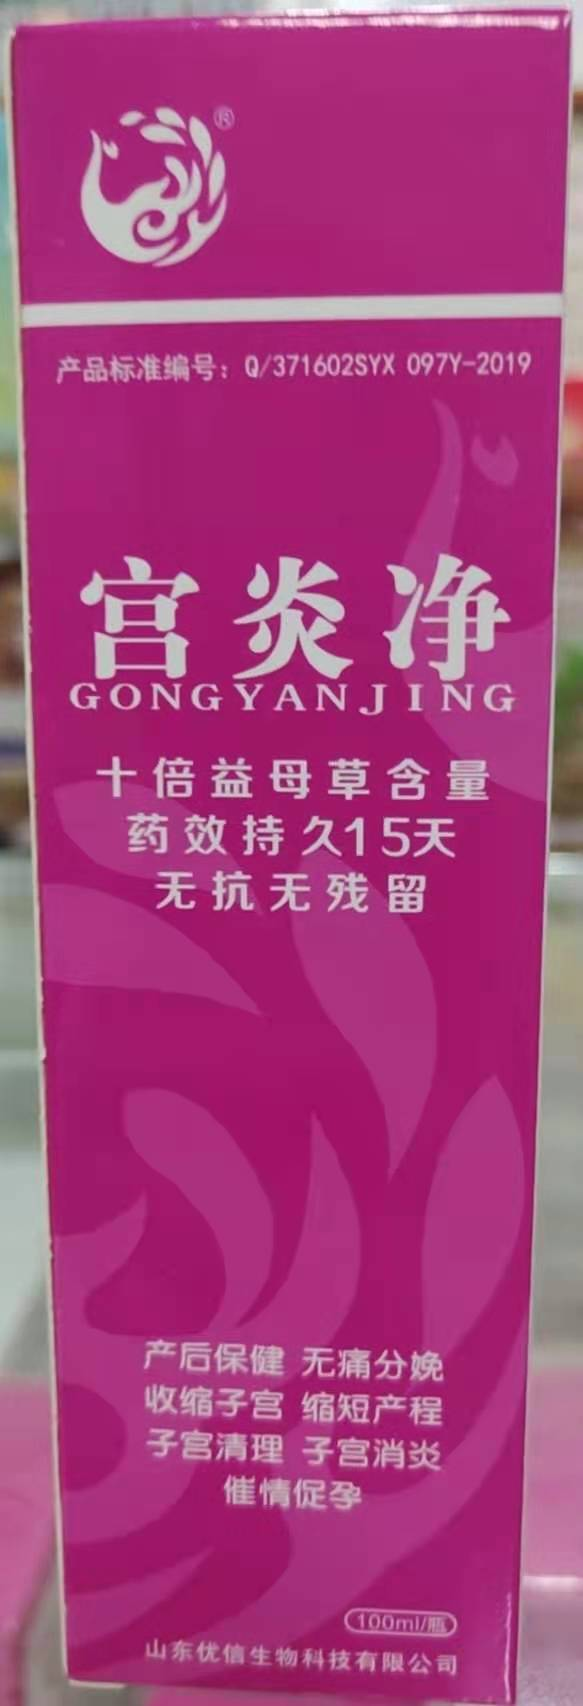 ®
产品标准编号：Q/371602SYX 097Y-2019
宫炎净
GONGYANJING
十倍益母草含量
药效持久15天
无抗无残留
产后保健 无痛分娩
收缩子宫 缩短产程
子宫清理 子宫消炎
催情促孕
100ml/瓶
山东优信生物科技有限公司